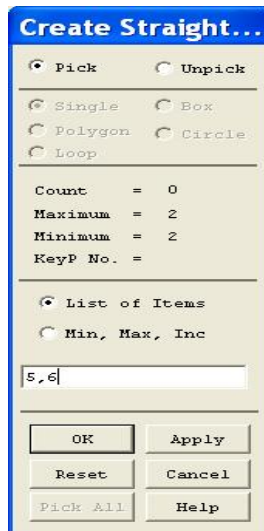 Create Straight...
Pick Unpick
Single Box
Polygon Circle
Loop
Count = 0
Maximum = 2
Minimum = 2
KeyP No. =
List of Items
Min, Max, Inc
5,6
OK Apply
Reset Cancel
Pick All Help